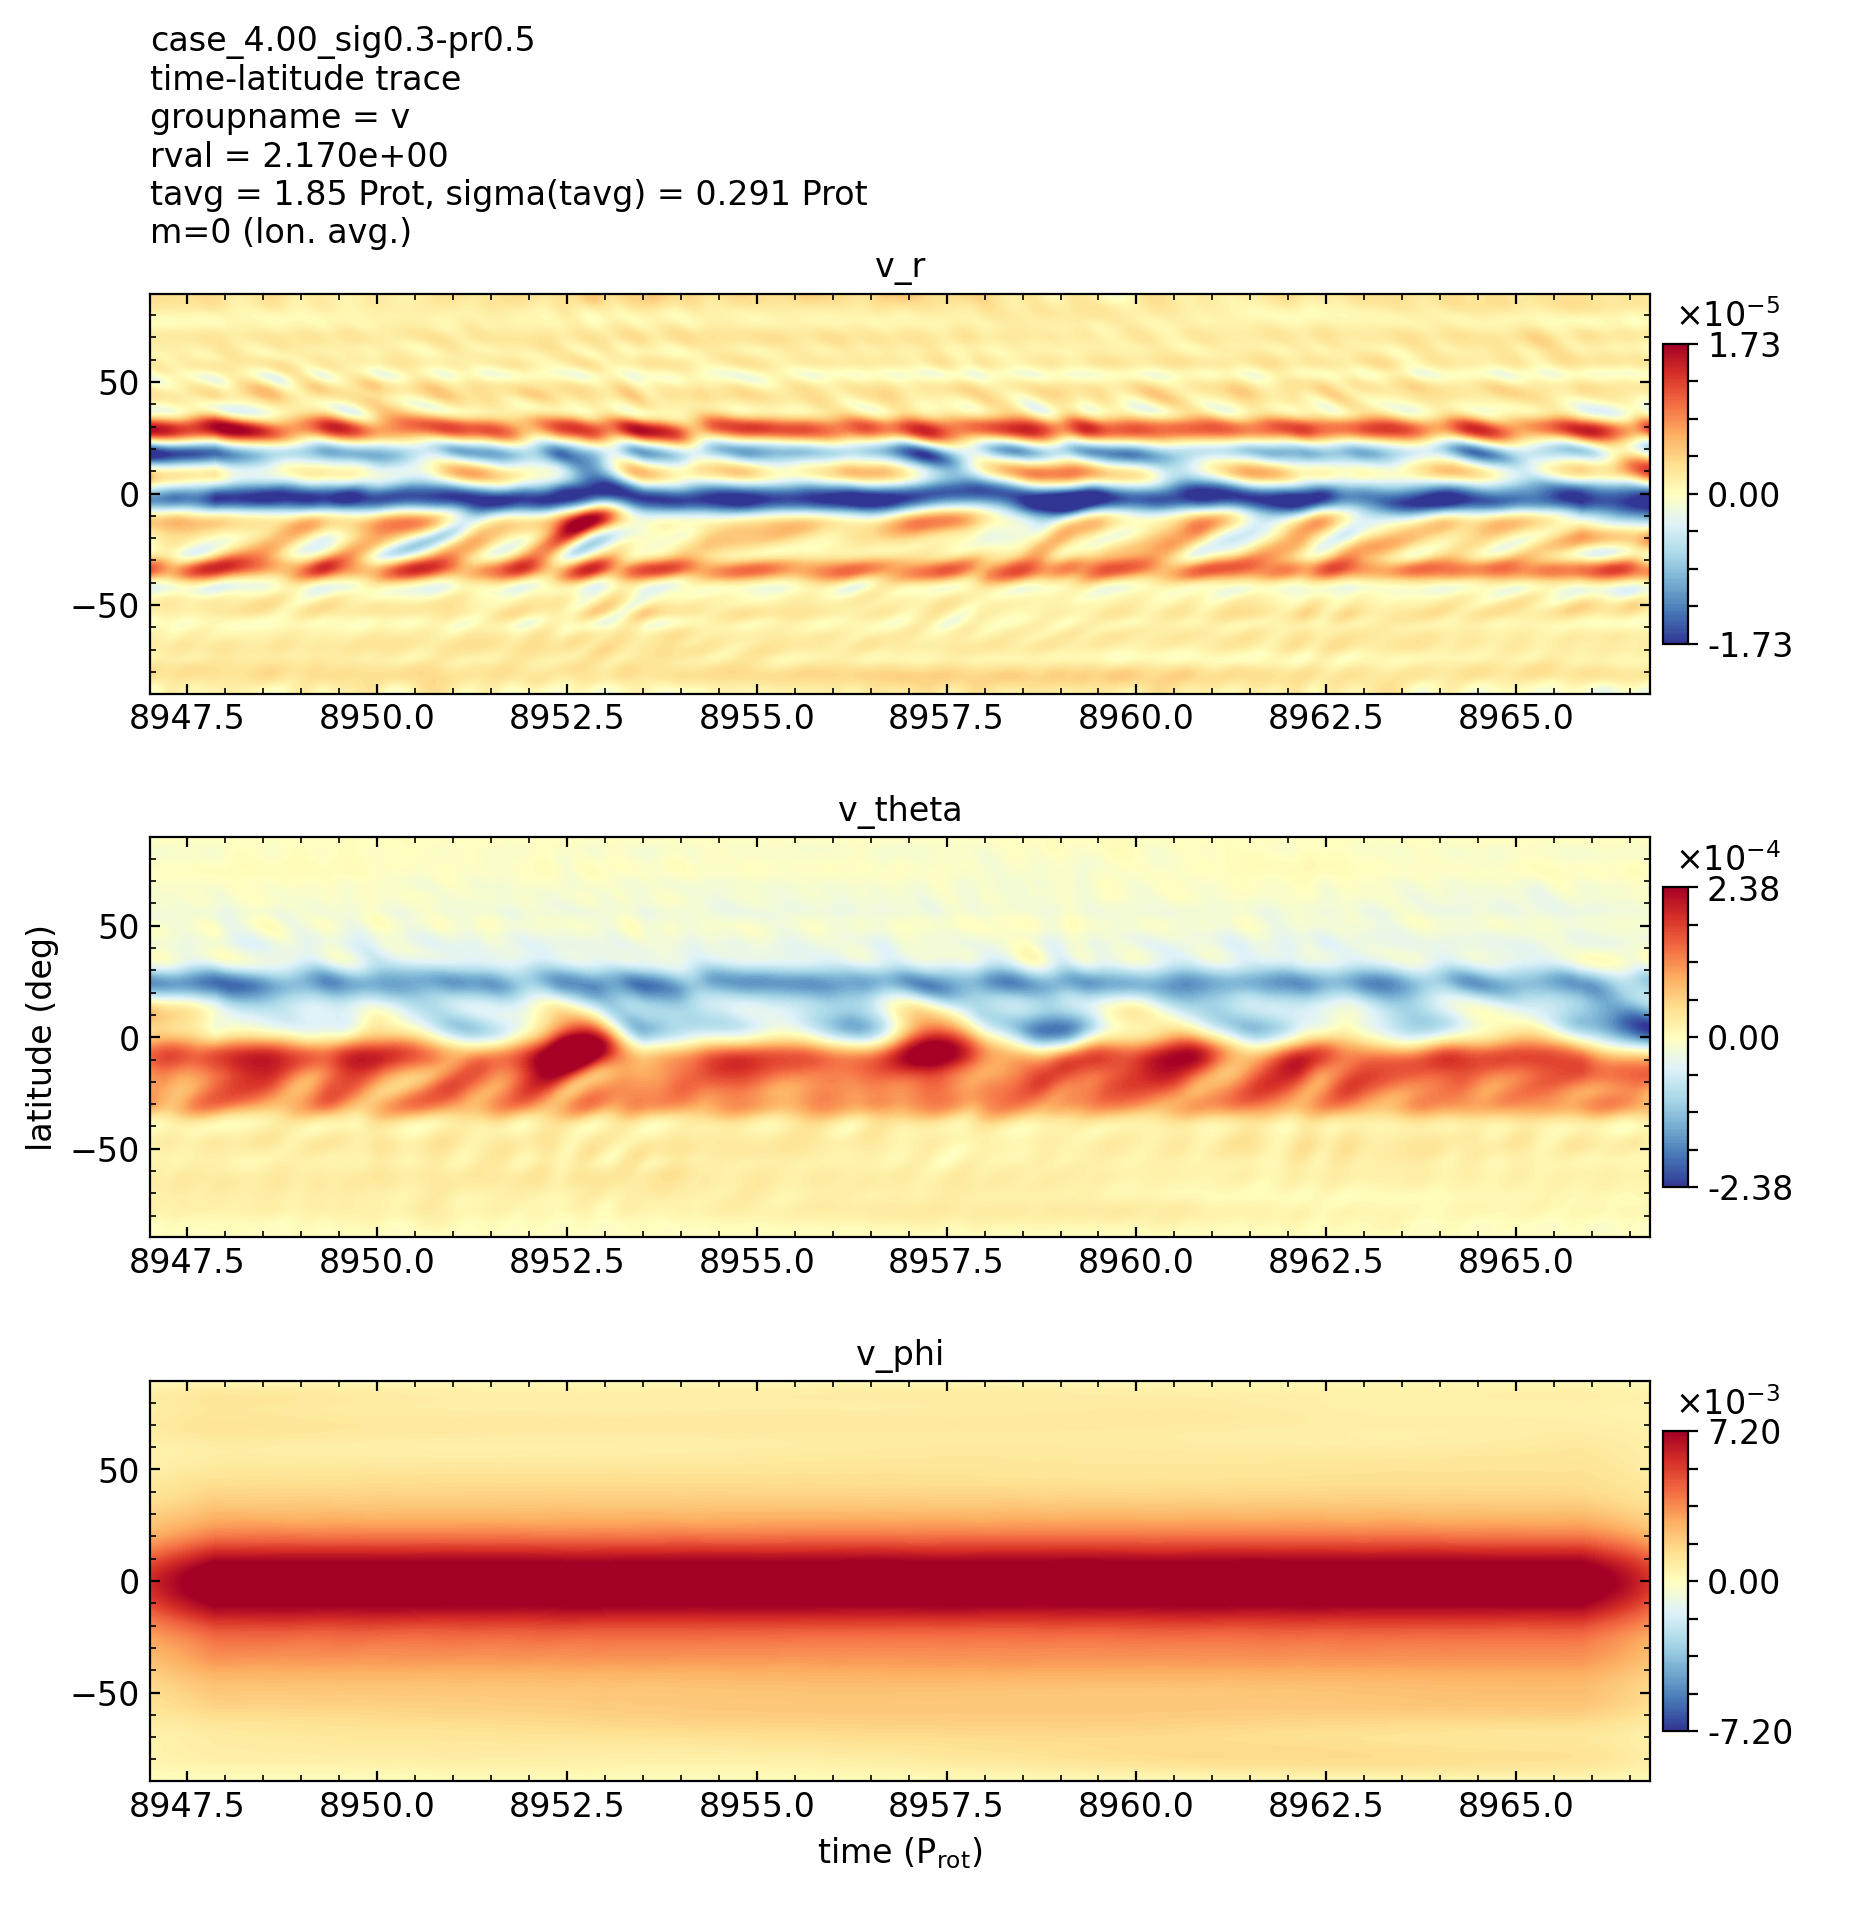 case_4.00_sig0.3-pr0.5
time-latitude trace
groupname = v
rval = 2.170e+00
tavg = 1.85 Prot, sigma(tavg) = 0.291 Prot
m=0 (lon. avg.)
v_r
×10⁻⁵
1.73
0.00
-1.73
50
0
−50
8947.5 8950.0 8952.5 8955.0 8957.5 8960.0 8962.5 8965.0
v_theta
×10⁻⁴
2.38
0.00
-2.38
latitude (deg)
50
0
−50
8947.5 8950.0 8952.5 8955.0 8957.5 8960.0 8962.5 8965.0
v_phi
×10⁻³
7.20
0.00
-7.20
50
0
−50
8947.5 8950.0 8952.5 8955.0 8957.5 8960.0 8962.5 8965.0
time (P_rot)